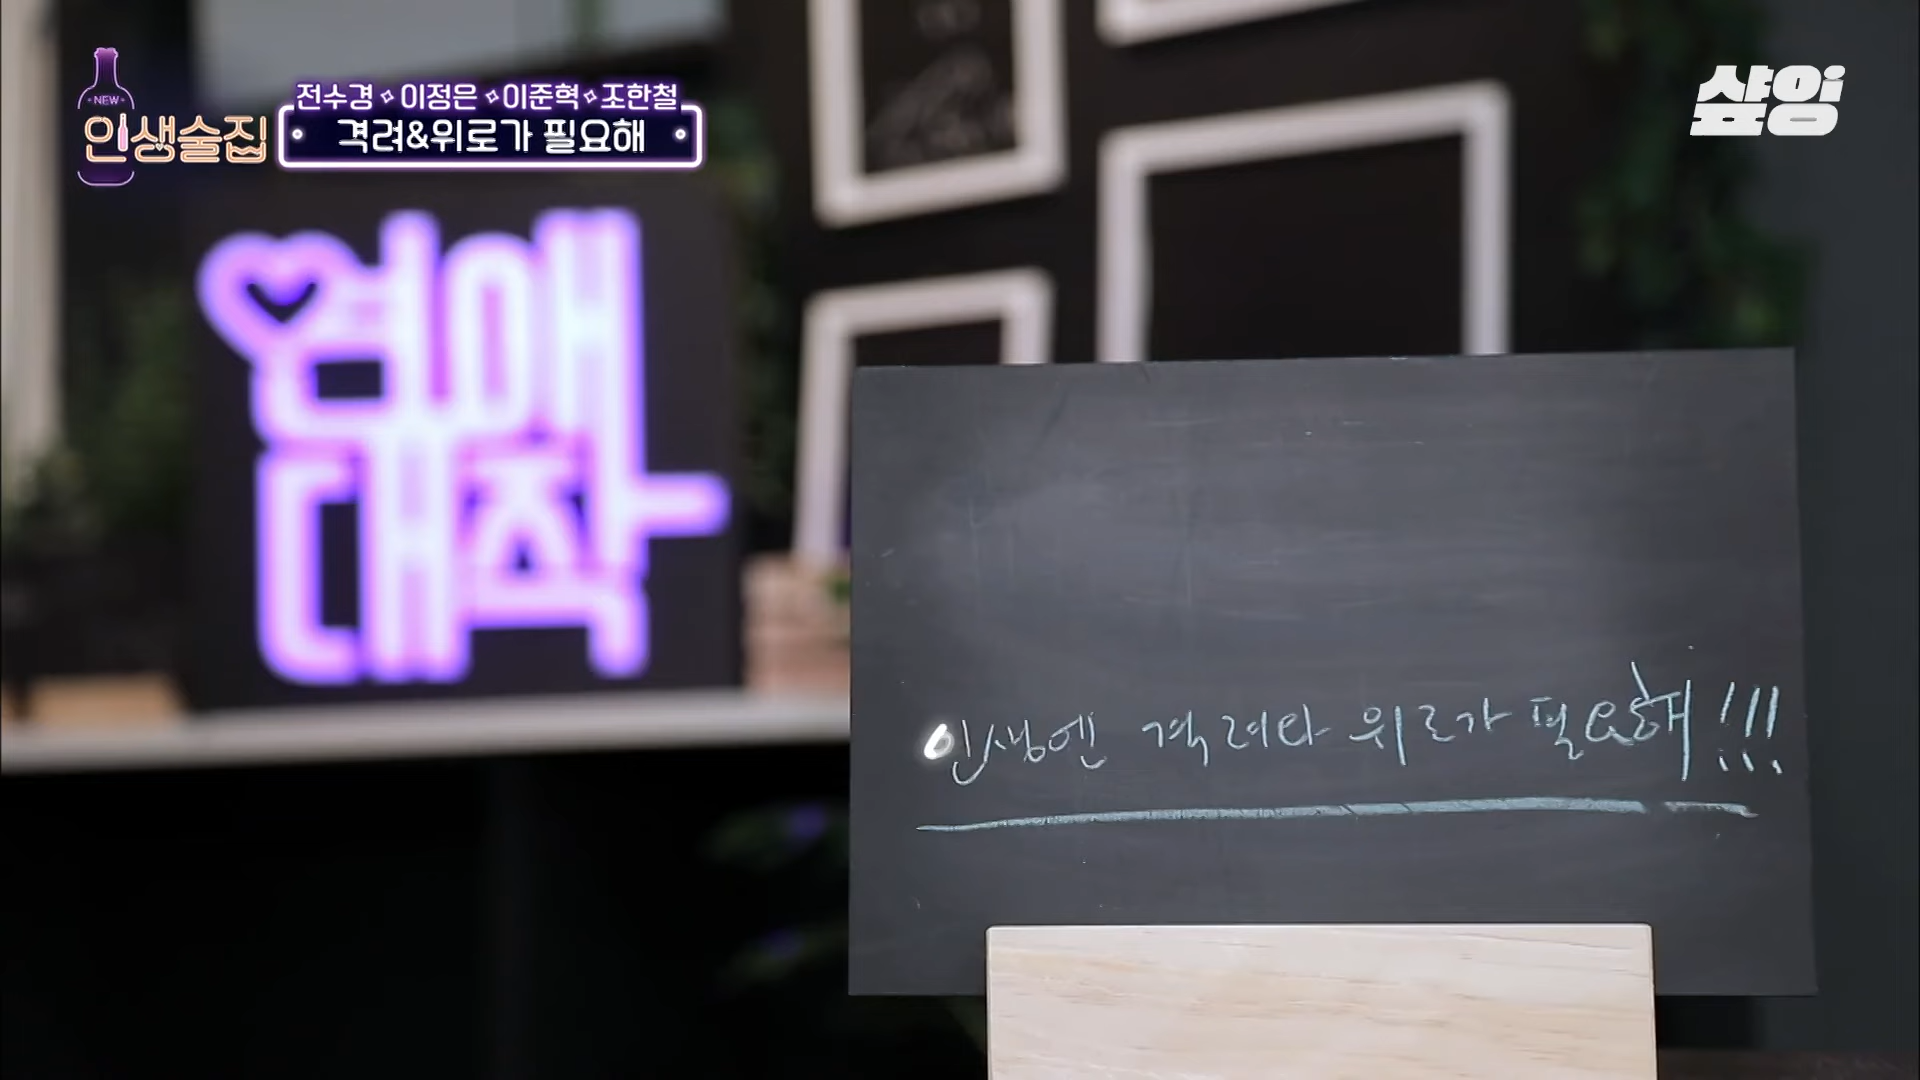 NEW
인생술집
전수경 이정은 이준혁 조한철
격려&위로가 필요해
샾잉
연애
대작
인생엔 격려와 위로가 필요해!!!